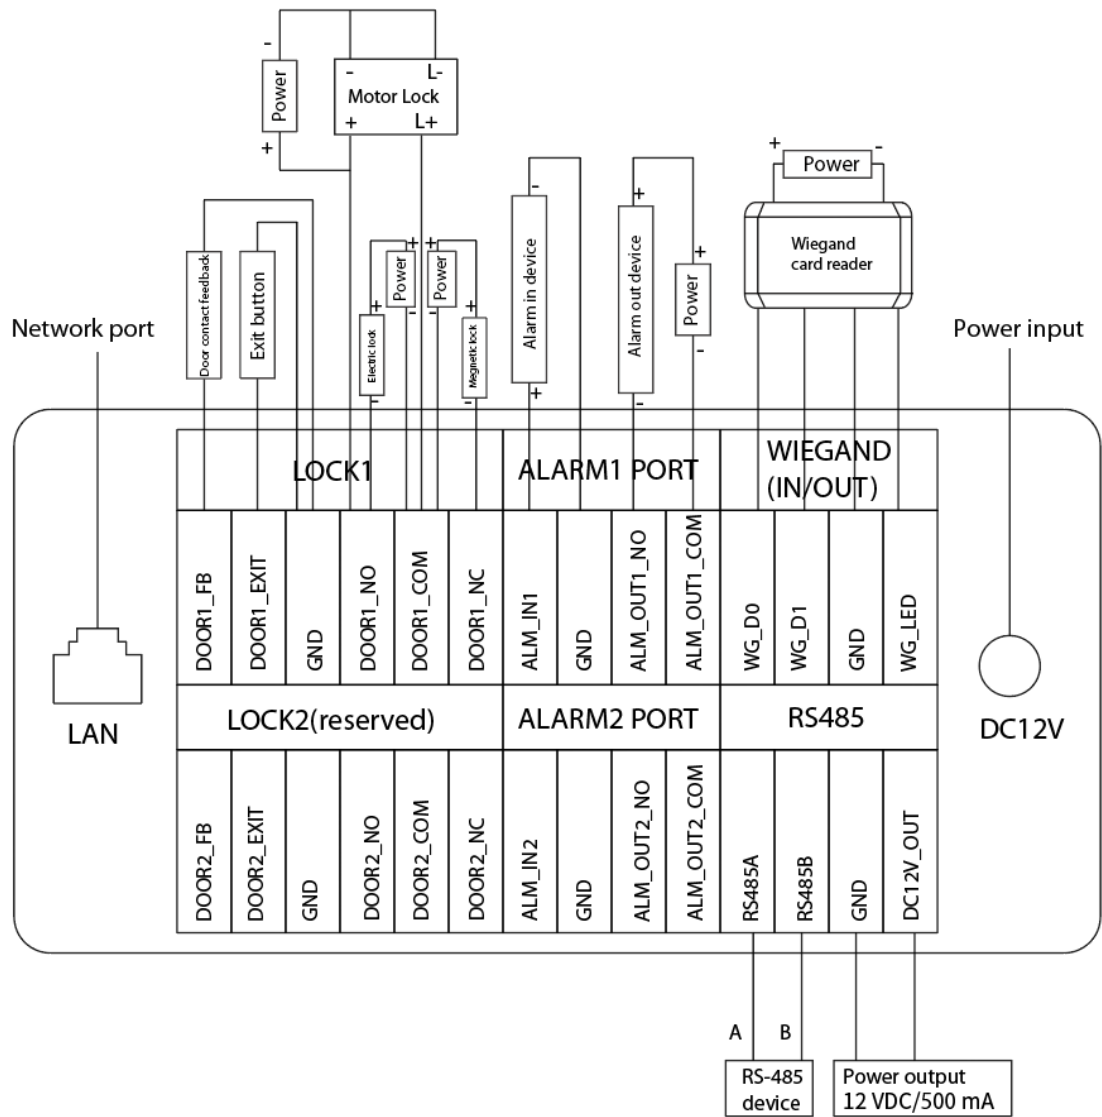 -
-
L-
Power
Motor Lock
+
+
L+
+
-
Power
-
+
+
-
Wiegand
card reader
Door contact feedback
Exit button
+
+
+
+
Power
Power
-
-
Electric lock
-
+
Megnetic lock
-
Alarm in device
+
Alarm out device
-
+
Power
-
Network port
Power input
LOCK1
ALARM1 PORT
WIEGAND
(IN/OUT)
DOOR1_FB
DOOR1_EXIT
GND
DOOR1_NO
DOOR1_COM
DOOR1_NC
ALM_IN1
GND
ALM_OUT1_NO
ALM_OUT1_COM
WG_D0
WG_D1
GND
WG_LED
LAN
LOCK2(reserved)
ALARM2 PORT
RS485
DC12V
DOOR2_FB
DOOR2_EXIT
GND
DOOR2_NO
DOOR2_COM
DOOR2_NC
ALM_IN2
GND
ALM_OUT2_NO
ALM_OUT2_COM
RS485A
RS485B
GND
DC12V_OUT
A
B
RS-485
device
Power output
12 VDC/500 mA